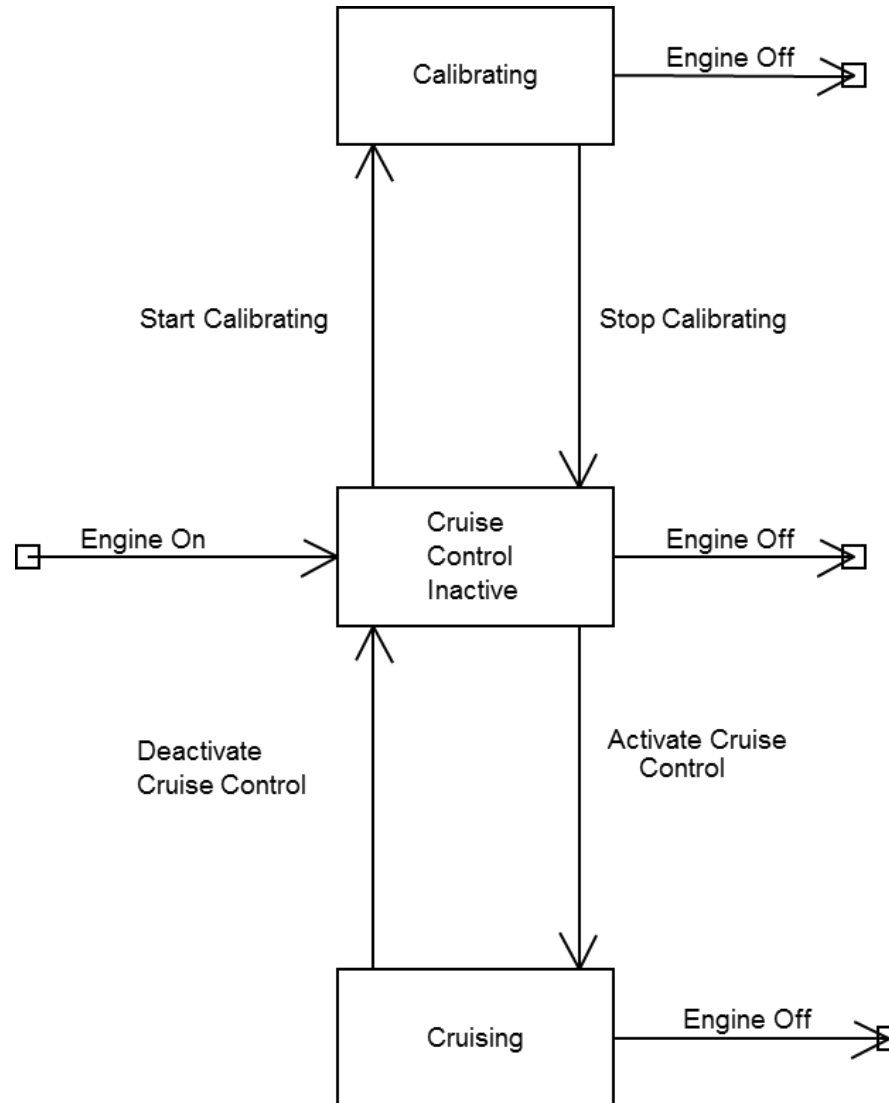 Calibrating
Engine Off
Start Calibrating
Stop Calibrating
Engine On
Cruise
Control
Inactive
Engine Off
Deactivate
Cruise Control
Activate Cruise
Control
Cruising
Engine Off